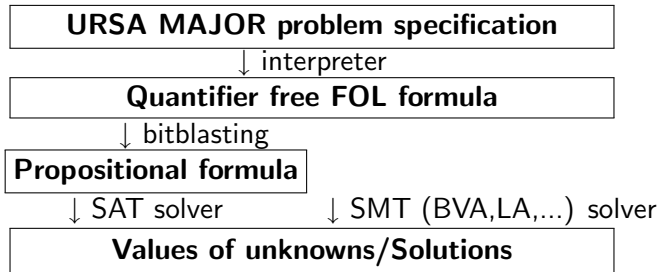 URSA MAJOR problem specification
↓ interpreter
Quantifier free FOL formula
↓ bitblasting
Propositional formula
↓ SAT solver ↓ SMT (BVA,LA,...) solver
Values of unknowns/Solutions